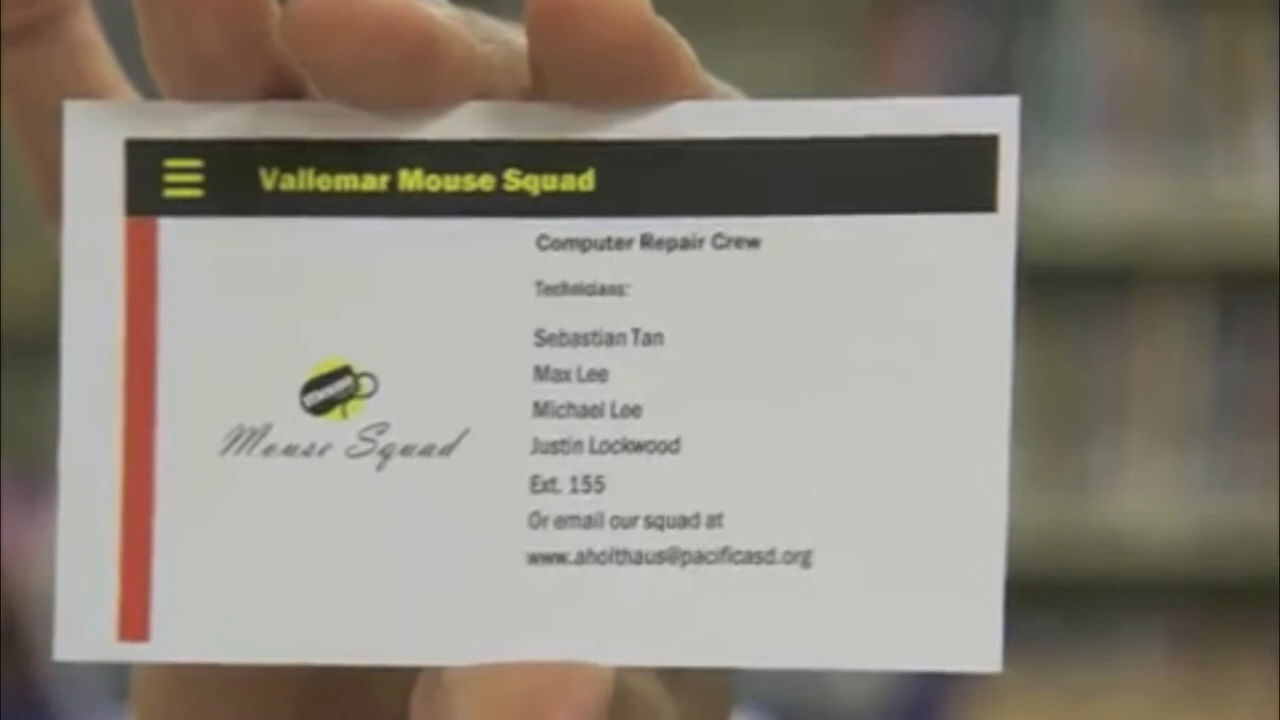 Vallemar Mouse Squad
Computer Repair Crew
Technicians:
Sebastian Tan
Max Lee
Michael Lee
Justin Lockwood
Mouse Squad
Ext. 155
Or email our squad at
www.aholthaus@pacificasd.org